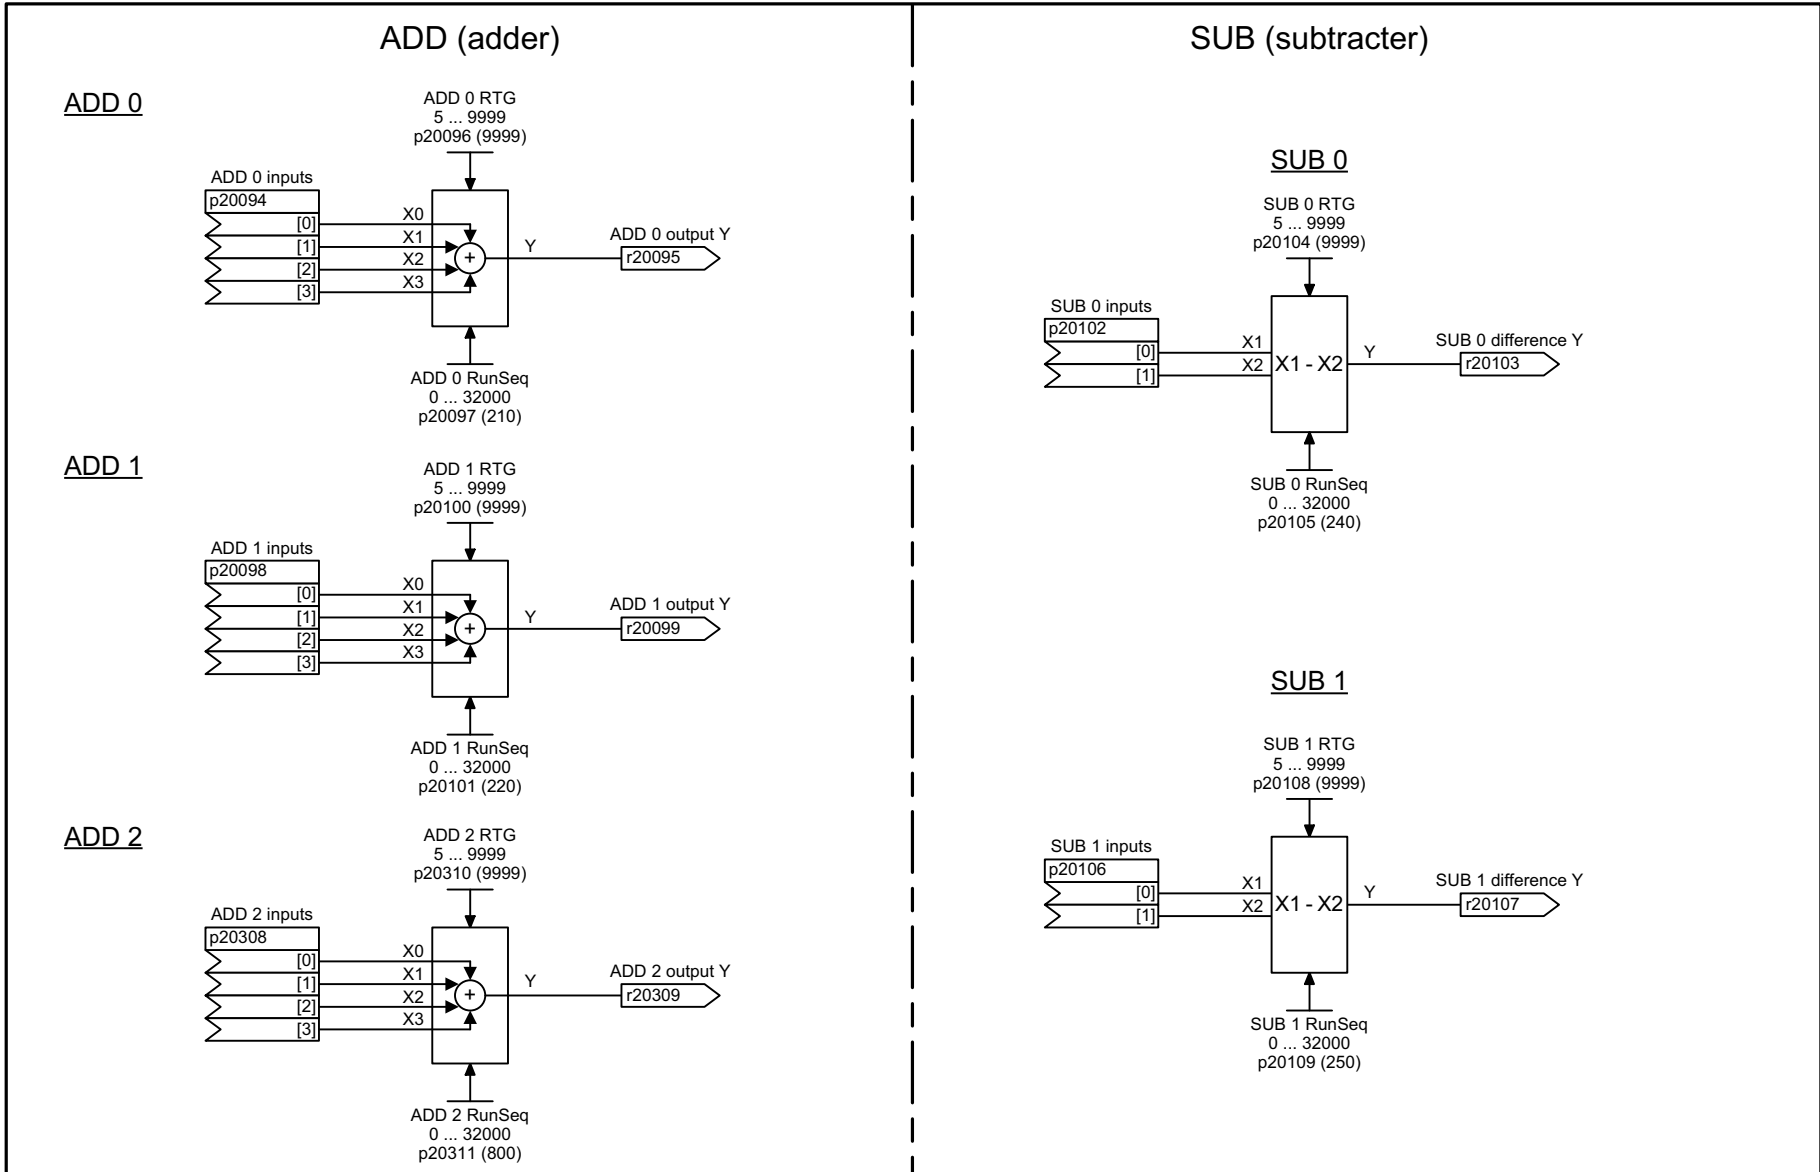 ADD (adder)
ADD 0
ADD 0 RTG
5 ... 9999
p20096 (9999)
ADD 0 inputs
p20094
[0]
[1]
[2]
[3]
X0
X1
X2
X3
+
Y
ADD 0 output Y
r20095
ADD 0 RunSeq
0 ... 32000
p20097 (210)
ADD 1
ADD 1 RTG
5 ... 9999
p20100 (9999)
ADD 1 inputs
p20098
[0]
[1]
[2]
[3]
X0
X1
X2
X3
+
Y
ADD 1 output Y
r20099
ADD 1 RunSeq
0 ... 32000
p20101 (220)
ADD 2
ADD 2 RTG
5 ... 9999
p20310 (9999)
ADD 2 inputs
p20308
[0]
[1]
[2]
[3]
X0
X1
X2
X3
+
Y
ADD 2 output Y
r20309
ADD 2 RunSeq
0 ... 32000
p20311 (800)
SUB (subtracter)
SUB 0
SUB 0 RTG
5 ... 9999
p20104 (9999)
SUB 0 inputs
p20102
[0]
[1]
X1
X2
X1 - X2
Y
SUB 0 difference Y
r20103
SUB 0 RunSeq
0 ... 32000
p20105 (240)
SUB 1
SUB 1 RTG
5 ... 9999
p20108 (9999)
SUB 1 inputs
p20106
[0]
[1]
X1
X2
X1 - X2
Y
SUB 1 difference Y
r20107
SUB 1 RunSeq
0 ... 32000
p20109 (250)